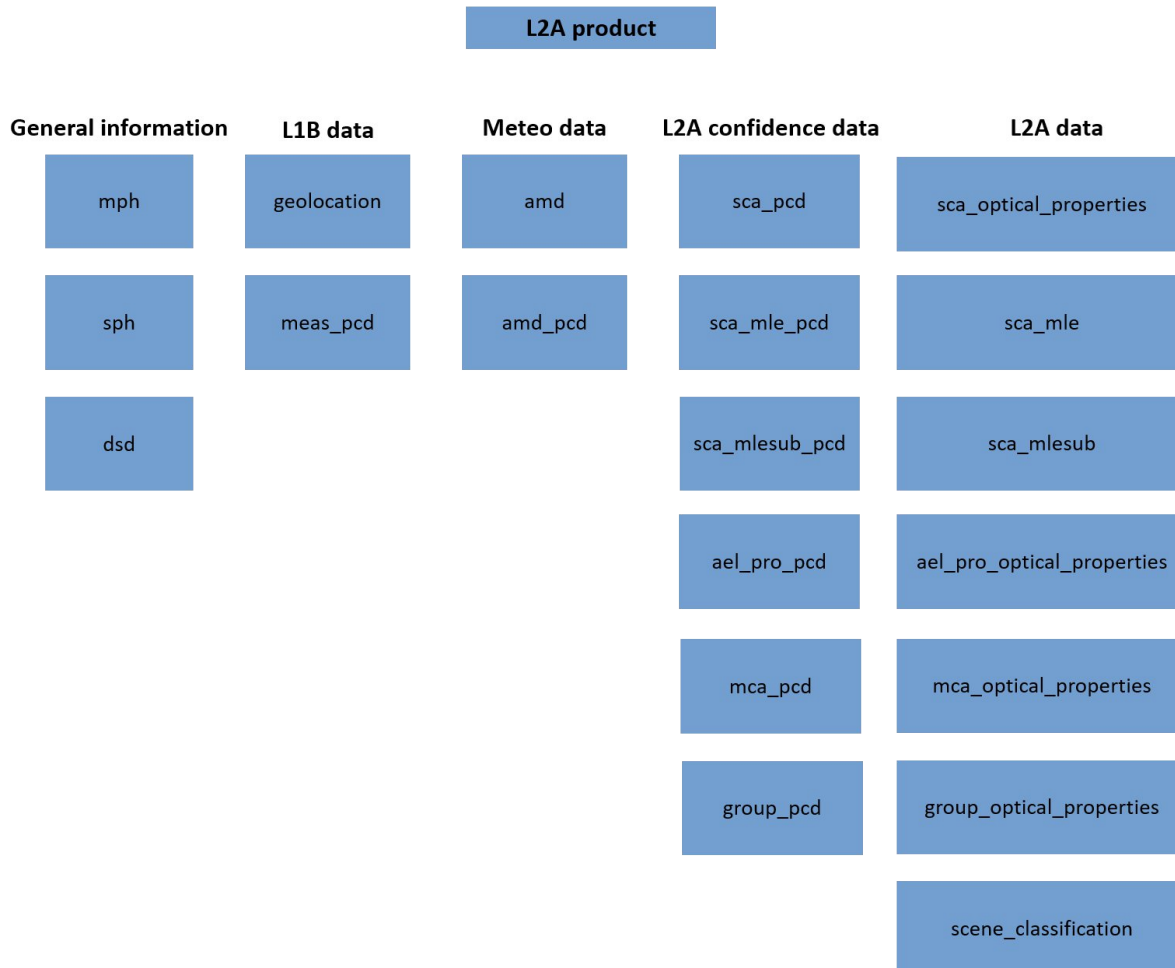 L2A product
General information
L1B data
Meteo data
L2A confidence data
L2A data
mph
geolocation
amd
sca_pcd
sca_optical_properties
sph
meas_pcd
amd_pcd
sca_mle_pcd
sca_mle
dsd
sca_mlesub_pcd
sca_mlesub
ael_pro_pcd
ael_pro_optical_properties
mca_pcd
mca_optical_properties
group_pcd
group_optical_properties
scene_classification